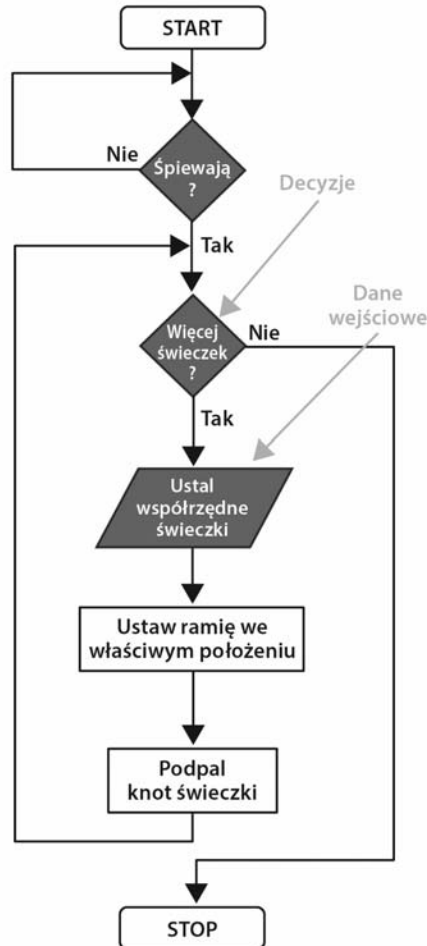 START
Nie
Śpiewają
?
Decyzje
Tak
Dane
wejściowe
Więcej
świeczek
?
Nie
Tak
Ustal
współrzędne
świeczki
Ustaw ramię we
właściwym położeniu
Podpal
knot świeczki
STOP